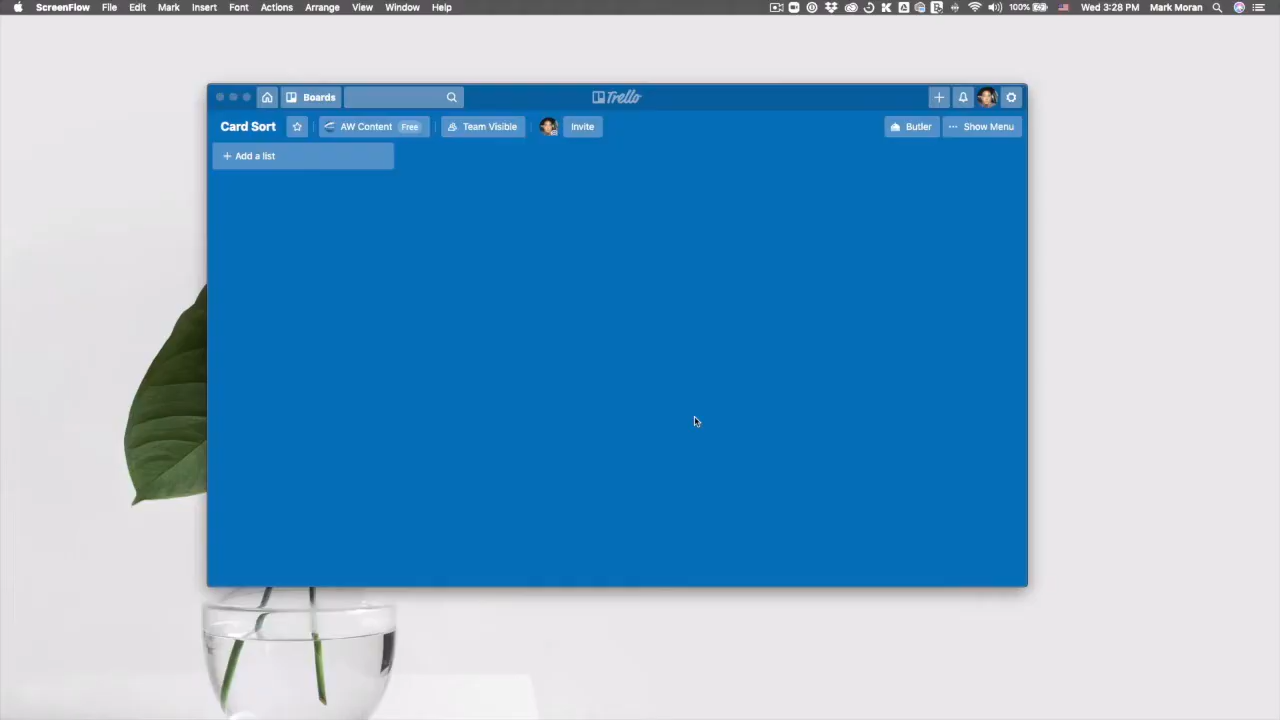 ScreenFlow File Edit Mark Insert Font Actions Arrange View Window Help 100% Wed 3:28 PM Mark Moran
Boards Trello
Card Sort AW Content Free Team Visible Invite Butler Show Menu
+ Add a list